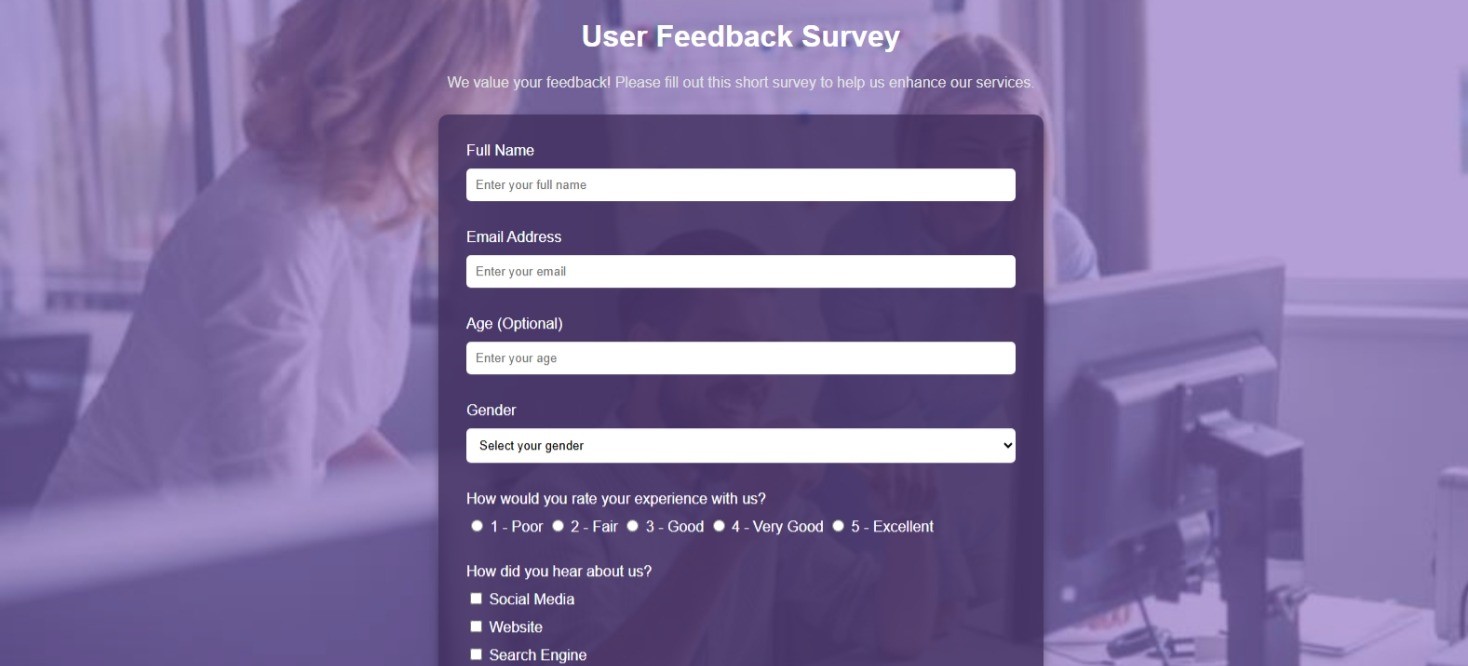 User Feedback Survey
We value your feedback! Please fill out this short survey to help us enhance our services.
Full Name
Enter your full name
Email Address
Enter your email
Age (Optional)
Enter your age
Gender
Select your gender
How would you rate your experience with us?
1 - Poor 2 - Fair 3 - Good 4 - Very Good 5 - Excellent
How did you hear about us?
Social Media
Website
Search Engine